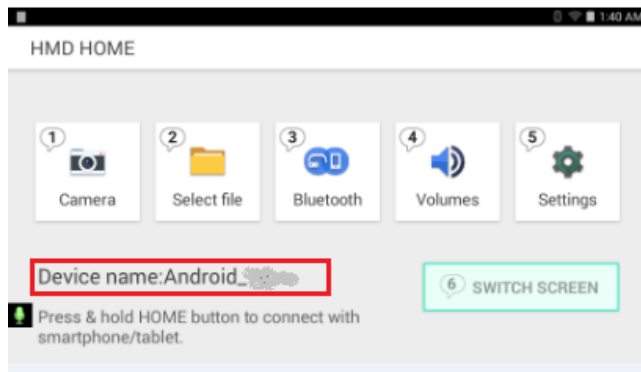 1:40 AM
HMD HOME
1
2
3
4
5
Camera
Select file
Bluetooth
Volumes
Settings
Device name:Android_
6 SWITCH SCREEN
Press & hold HOME button to connect with
smartphone/tablet.